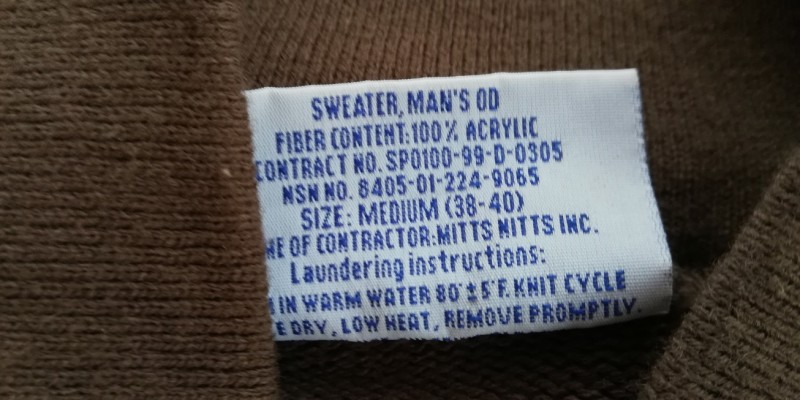 SWEATER, MAN'S OD
FIBER CONTENT: 100% ACRYLIC
CONTRACT NO. SP0100-99-D-0305
NSN NO. 8405-01-224-9065
SIZE: MEDIUM (38-40)
OF CONTRACTOR: MITTS NITTS INC.
Laundering instructions:
IN WARM WATER 80°±5°F. KNIT CYCLE
DRY, LOW HEAT, REMOVE PROMPTLY.